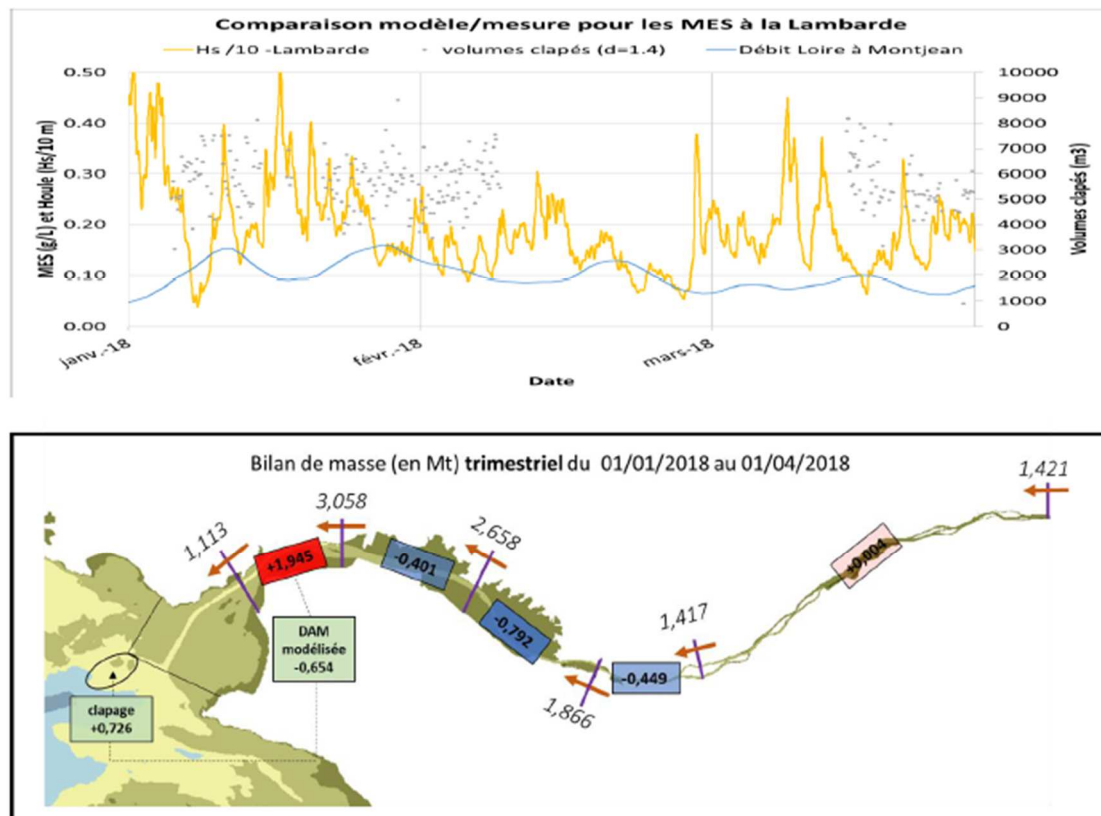 Comparaison modèle/mesure pour les MES à la Lambarde
Hs /10 -Lambarde volumes clapés (d=1.4) Débit Loire à Montjean
MES (g/L) et Houle (Hs/10 m)
0.50
0.40
0.30
0.20
0.10
0.00
10000
9000
8000
7000
6000
5000
4000
3000
2000
1000
0
Volumes clapés (m3)
janv.-18
févr.-18
mars-18
Date
Bilan de masse (en Mt) trimestriel du 01/01/2018 au 01/04/2018
1,421
3,058
1,113
2,658
+1,945
-0,401
+0,004
-0,792
1,417
DAM
modélisée
-0,654
-0,449
1,866
clapage
+0,726